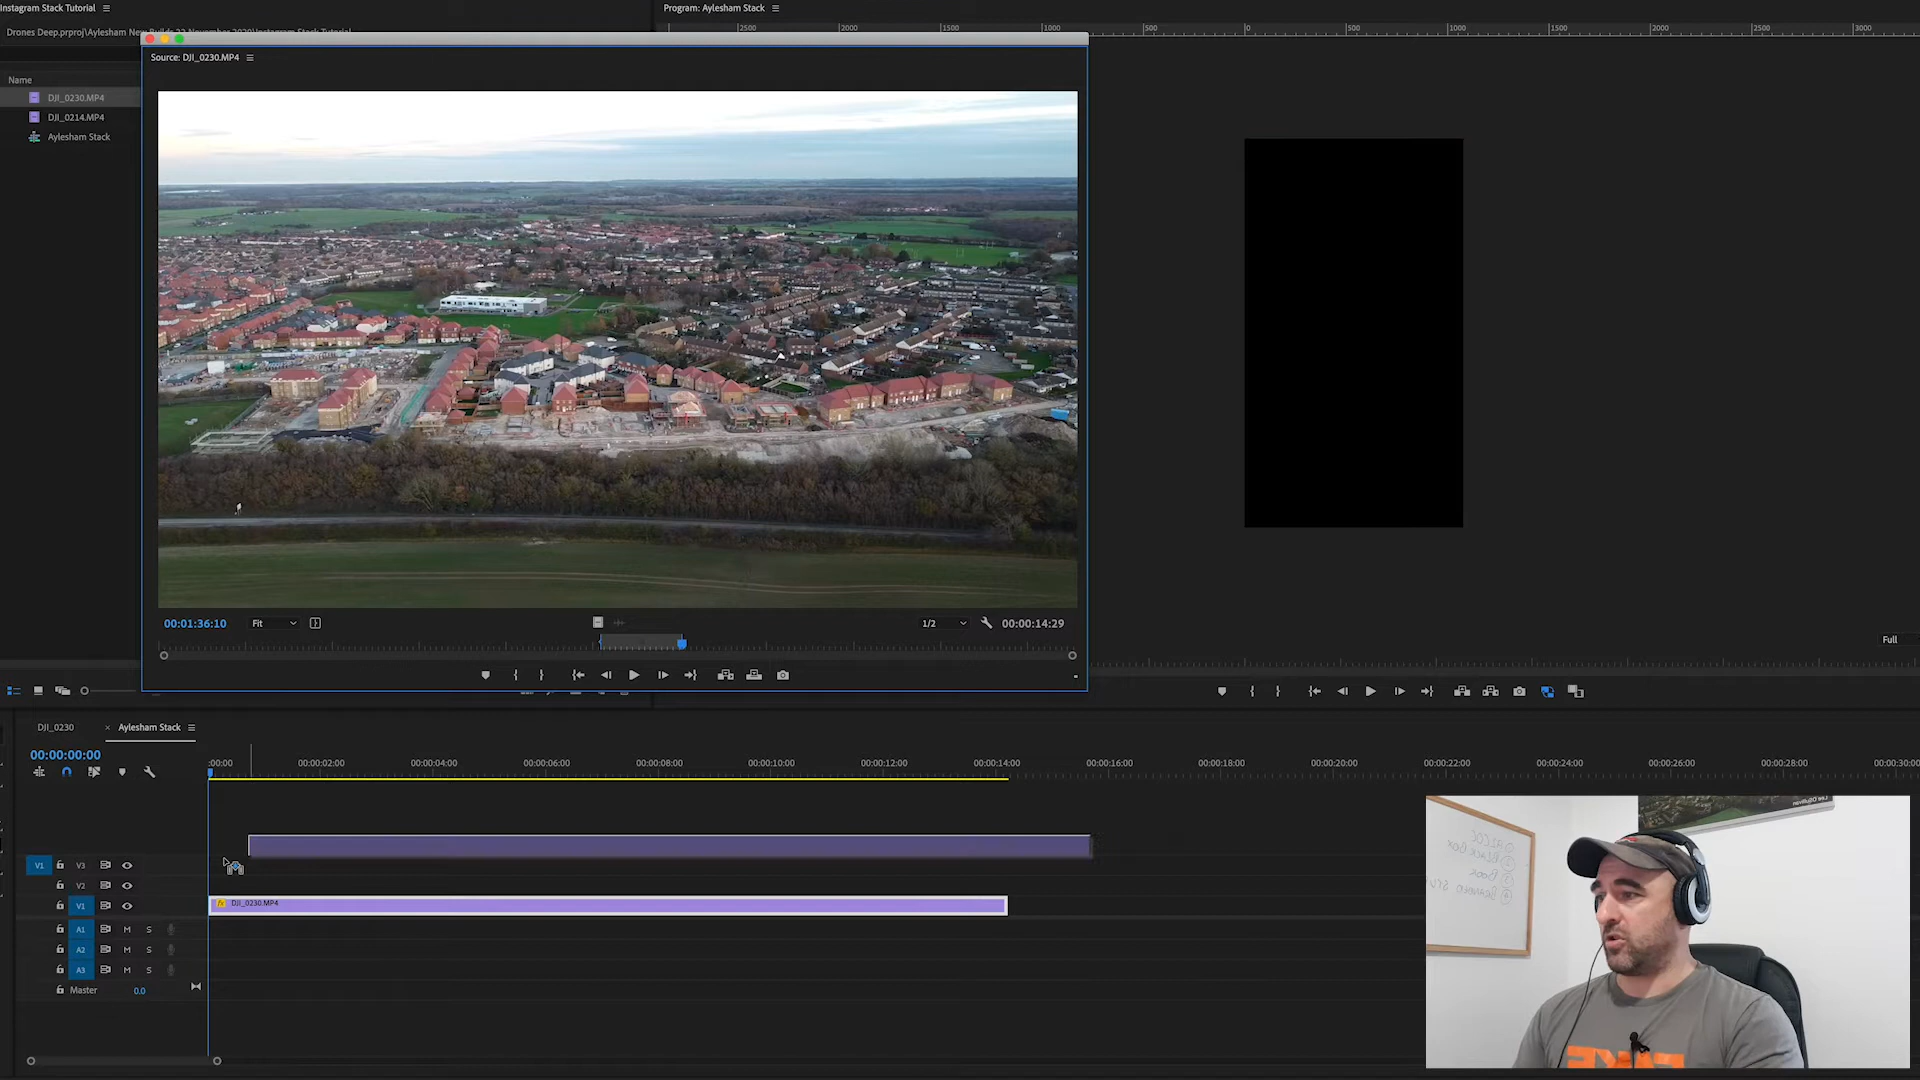 Instagram Stack Tutorial
Program: Aylesham Stack
Drones Deep.prproj\Aylesham New Builds 22 November 2020\Instagram Stack Tutorial
2500 2000 1500 1000 500 0 500 1000 1500 2000 2500 3000
Source: DJI_0230.MP4
Name
DJI_0230.MP4
DJI_0214.MP4
Aylesham Stack
00:01:36:10
Fit
1/2
00:00:14:29
Full
DJI_0230
× Aylesham Stack
00:00:00:00
:00:00 00:00:02:00 00:00:04:00 00:00:06:00 00:00:08:00 00:00:10:00 00:00:12:00 00:00:14:00 00:00:16:00 00:00:18:00 00:00:20:00 00:00:22:00 00:00:24:00 00:00:26:00 00:00:28:00 00:00:30:00
V1 V3
V2
V1
fx DJI_0230.MP4
A1 M S
A2 M S
A3 M S
Master 0.0